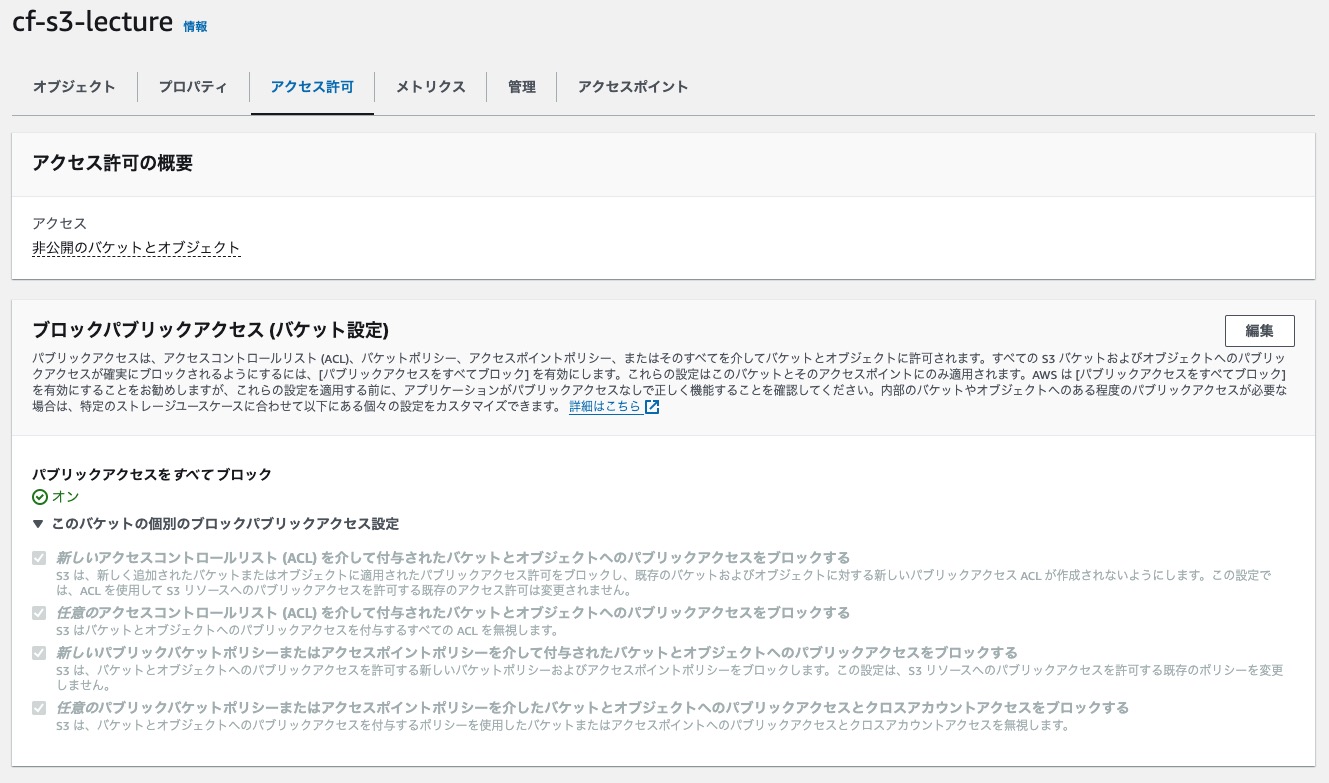 cf-s3-lecture 情報
オブジェクト プロパティ アクセス許可 メトリクス 管理 アクセスポイント
アクセス許可の概要
アクセス
非公開のバケットとオブジェクト
ブロックパブリックアクセス (バケット設定)
編集
パブリックアクセスは、アクセスコントロールリスト (ACL)、バケットポリシー、アクセスポイントポリシー、またはそのすべてを介してバケットとオブジェクトに許可されます。すべての S3 バケットおよびオブジェクトへのパブリッ
クアクセスが確実にブロックされるようにするには、[パブリックアクセスをすべてブロック] を有効にします。これらの設定はこのバケットとそのアクセスポイントにのみ適用されます。AWS は [パブリックアクセスをすべてブロック]
を有効にすることをお勧めしますが、これらの設定を適用する前に、アプリケーションがパブリックアクセスなしで正しく機能することを確認してください。内部のバケットやオブジェクトへのある程度のパブリックアクセスが必要な
場合は、特定のストレージユースケースに合わせて以下にある個々の設定をカスタマイズできます。 詳細はこちら
パブリックアクセスをすべて ブロック
オン
▼ このバケットの個別のブロックパブリックアクセス設定
新しいアクセスコントロールリスト (ACL) を介して付与されたバケットとオブジェクトへのパブリックアクセスをブロックする
S3 は、新しく追加されたバケットまたはオブジェクトに適用されたパブリックアクセス許可をブロックし、既存のバケットおよびオブジェクトに対する新しいパブリックアクセス ACL が作成されないようにします。この設定で
は、ACL を使用して S3 リソースへのパブリックアクセスを許可する既存のアクセス許可は変更されません。
任意のアクセスコントロールリスト (ACL) を介して付与されたバケットとオブジェクトへのパブリックアクセスをブロックする
S3 はバケットとオブジェクトへのパブリックアクセスを付与するすべての ACL を無視します。
新しいパブリックバケットポリシーまたはアクセスポイントポリシーを介して付与されたバケットとオブジェクトへのパブリックアクセスをブロックする
S3 は、バケットとオブジェクトへのパブリックアクセスを許可する新しいバケットポリシーおよびアクセスポイントポリシーをブロックします。この設定は、S3 リソースへのパブリックアクセスを許可する既存のポリシーを変更
しません。
任意のパブリックバケットポリシーまたはアクセスポイントポリシーを介したバケットとオブジェクトへのパブリックアクセスとクロスアカウントアクセスをブロックする
S3 は、バケットとオブジェクトへのパブリックアクセスを付与するポリシーを使用したバケットまたはアクセスポイントへのパブリックアクセスとクロスアカウントアクセスを無視します。